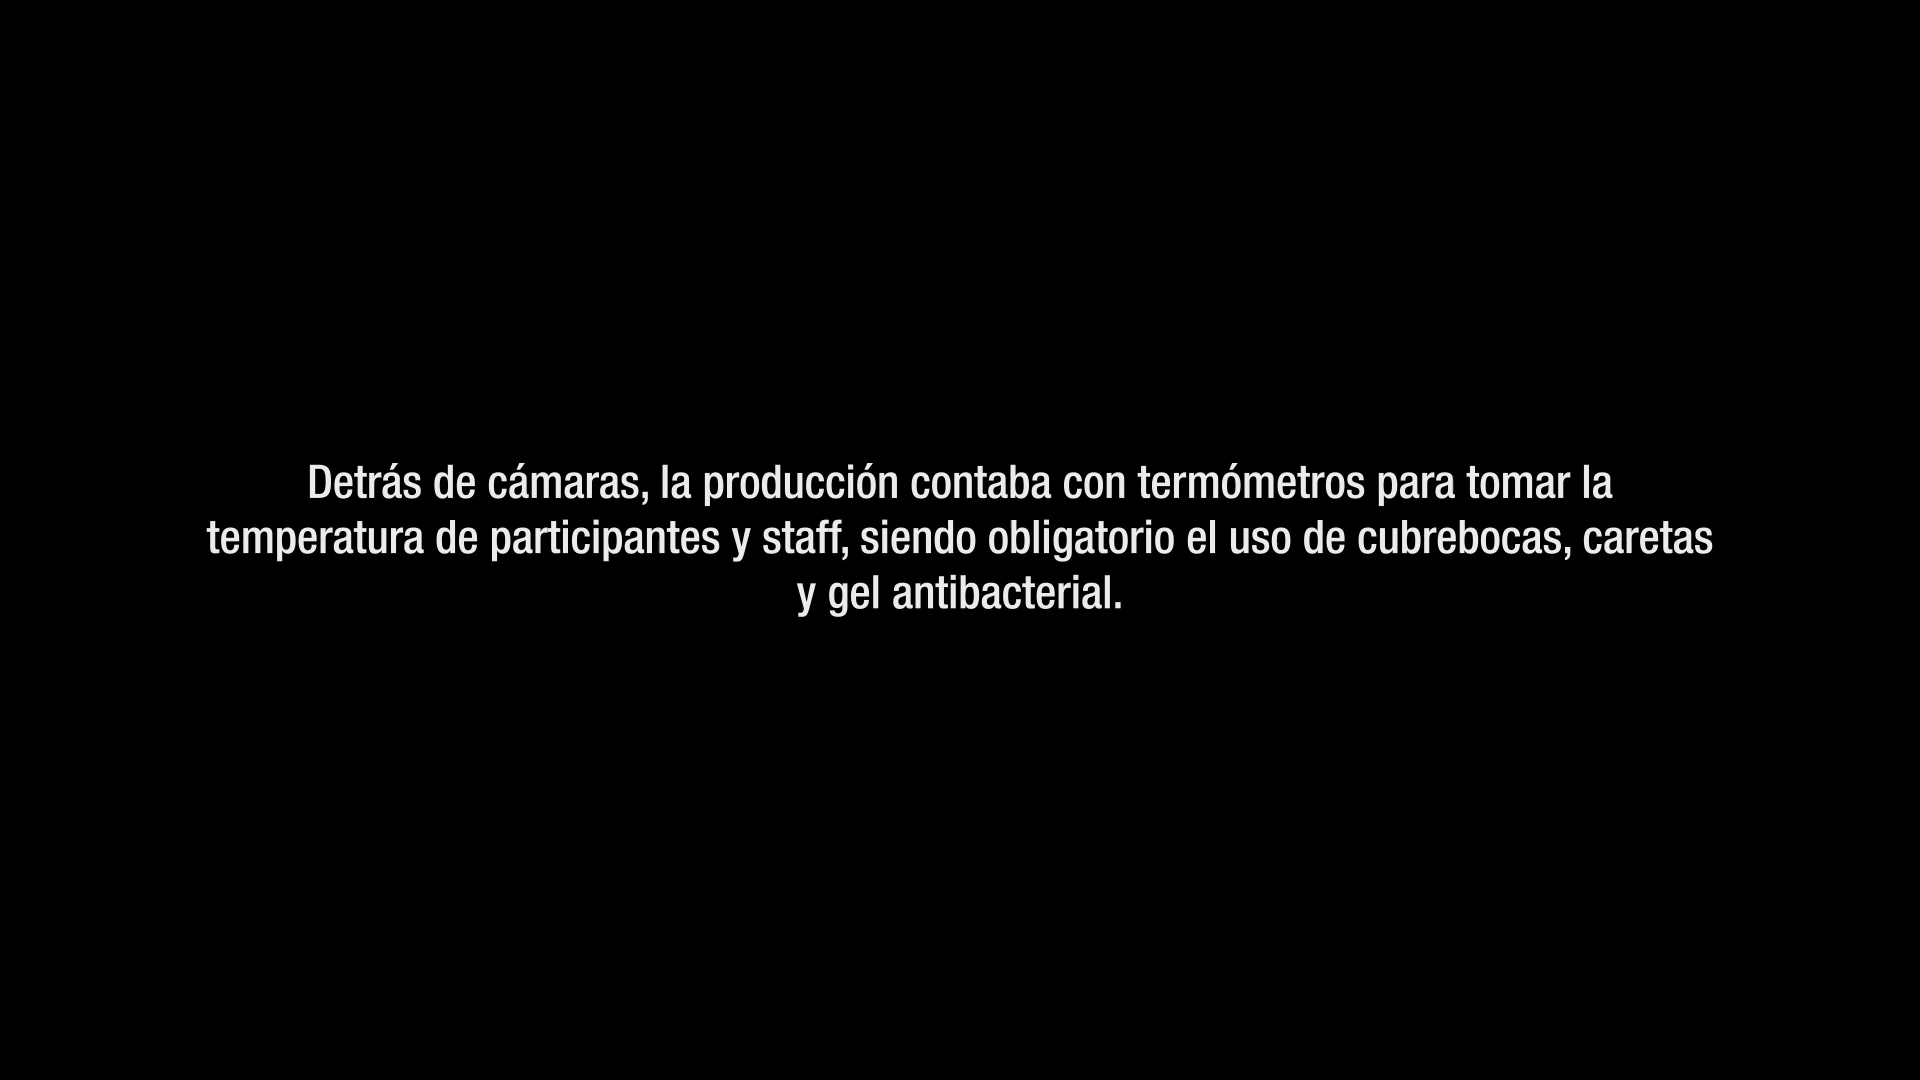 Detrás de cámaras, la producción contaba con termómetros para tomar la
temperatura de participantes y staff, siendo obligatorio el uso de cubrebocas, caretas
y gel antibacterial.